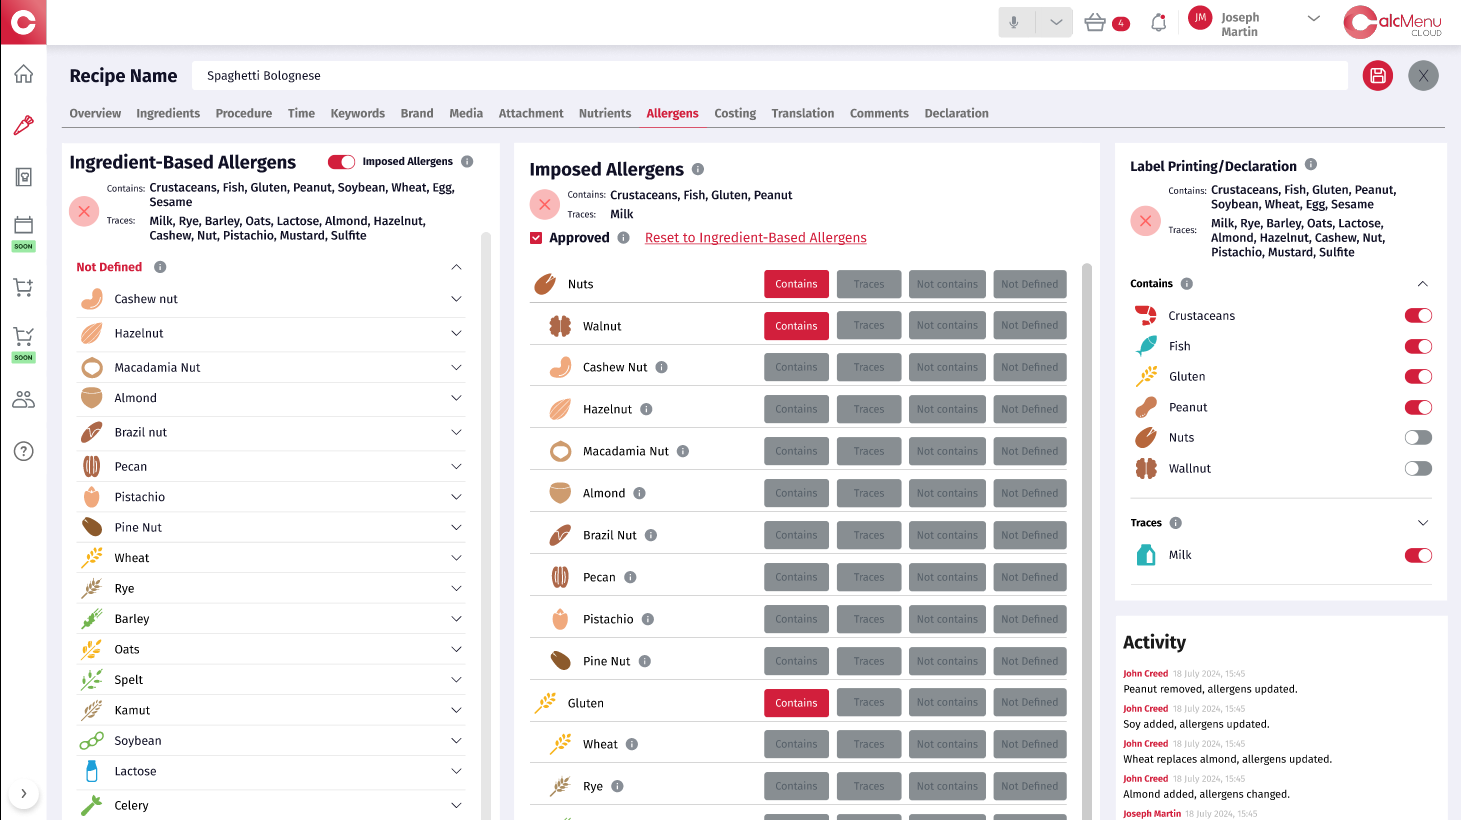 4
JM
Joseph
Martin
CalcMenu
CLOUD
Recipe Name
Spaghetti Bolognese
X
Overview Ingredients Procedure Time Keywords Brand Media Attachment Nutrients Allergens Costing Translation Comments Declaration
SOON
SOON
Ingredient-Based Allergens
Imposed Allergens
Contains: Crustaceans, Fish, Gluten, Peanut, Soybean, Wheat, Egg,
Sesame
Traces: Milk, Rye, Barley, Oats, Lactose, Almond, Hazelnut,
Cashew, Nut, Pistachio, Mustard, Sulfite
Not Defined
Cashew nut
Hazelnut
Macadamia Nut
Almond
Brazil nut
Pecan
Pistachio
Pine Nut
Wheat
Rye
Barley
Oats
Spelt
Kamut
Soybean
Lactose
Celery
Imposed Allergens
Contains: Crustaceans, Fish, Gluten, Peanut
Traces: Milk
Approved Reset to Ingredient-Based Allergens
Nuts Contains Traces Not contains Not Defined
Walnut Contains Traces Not contains Not Defined
Cashew Nut Contains Traces Not contains Not Defined
Hazelnut Contains Traces Not contains Not Defined
Macadamia Nut Contains Traces Not contains Not Defined
Almond Contains Traces Not contains Not Defined
Brazil Nut Contains Traces Not contains Not Defined
Pecan Contains Traces Not contains Not Defined
Pistachio Contains Traces Not contains Not Defined
Pine Nut Contains Traces Not contains Not Defined
Gluten Contains Traces Not contains Not Defined
Wheat Contains Traces Not contains Not Defined
Rye Contains Traces Not contains Not Defined
Label Printing/Declaration
Contains: Crustaceans, Fish, Gluten, Peanut,
Soybean, Wheat, Egg, Sesame
Traces: Milk, Rye, Barley, Oats, Lactose,
Almond, Hazelnut, Cashew, Nut,
Pistachio, Mustard, Sulfite
Contains
Crustaceans
Fish
Gluten
Peanut
Nuts
Wallnut
Traces
Milk
Activity
John Creed 18 July 2024, 15:45
Peanut removed, allergens updated.
John Creed 18 July 2024, 15:45
Soy added, allergens updated.
John Creed 18 July 2024, 15:45
Wheat replaces almond, allergens updated.
John Creed 18 July 2024, 15:45
Almond added, allergens changed.
Joseph Martin 18 July 2024, 15:45